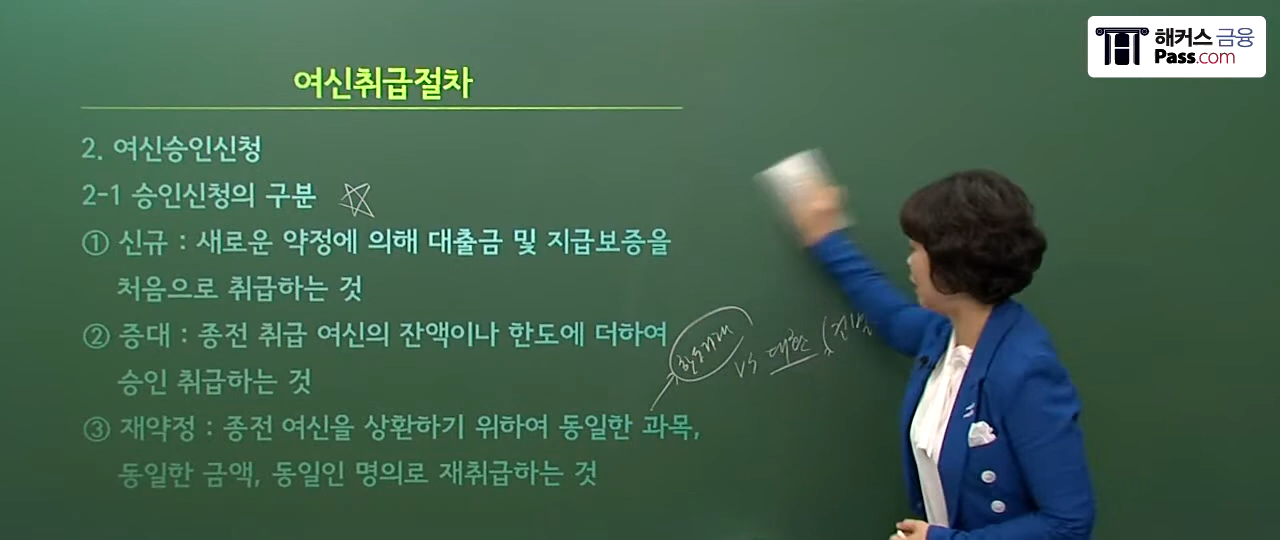 해커스 금융
Pass.com
여신취급절차
2. 여신승인신청
2-1 승인신청의 구분
① 신규 : 새로운 약정에 의해 대출금 및 지급보증을
처음으로 취급하는 것
② 증대 : 종전 취급 여신의 잔액이나 한도에 더하여
승인 취급하는 것
③ 재약정 : 종전 여신을 상환하기 위하여 동일한 과목,
동일한 금액, 동일인 명의로 재취급하는 것
VS 대환